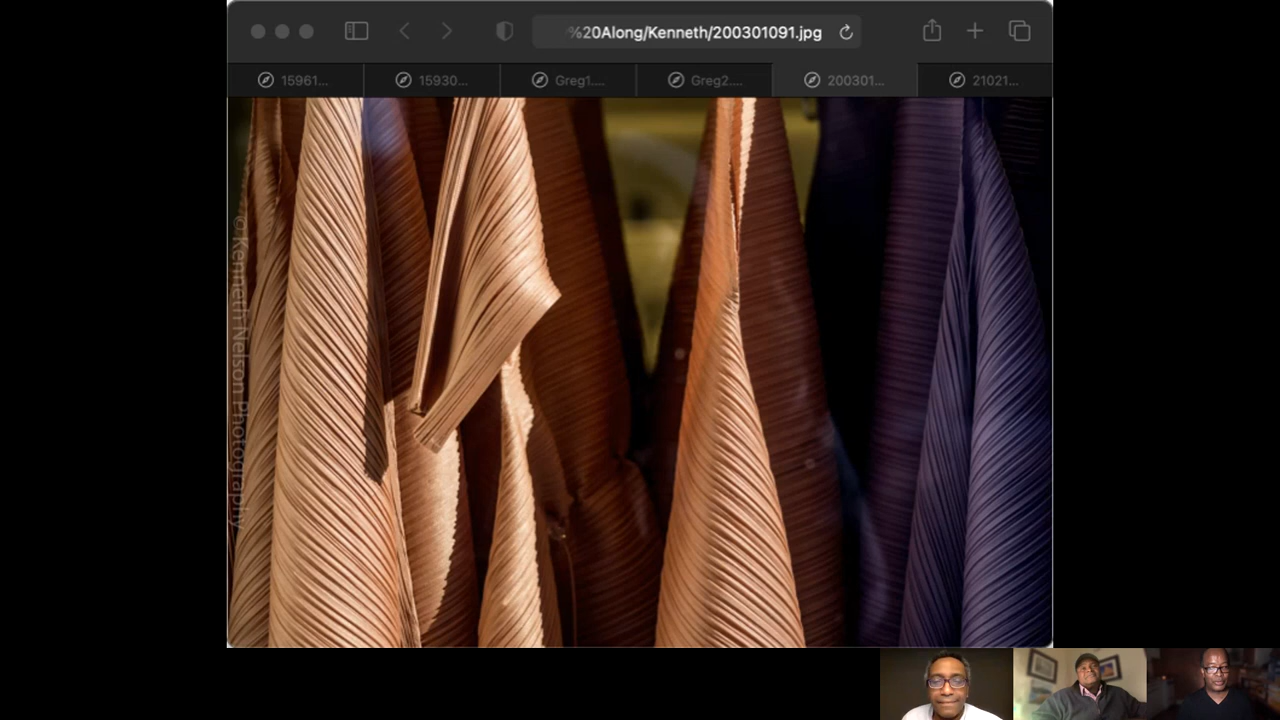 %20Along/Kenneth/200301091.jpg
15961...
15930...
Greg1....
Greg2....
200301...
21021...
© Kenneth Nelson Photography